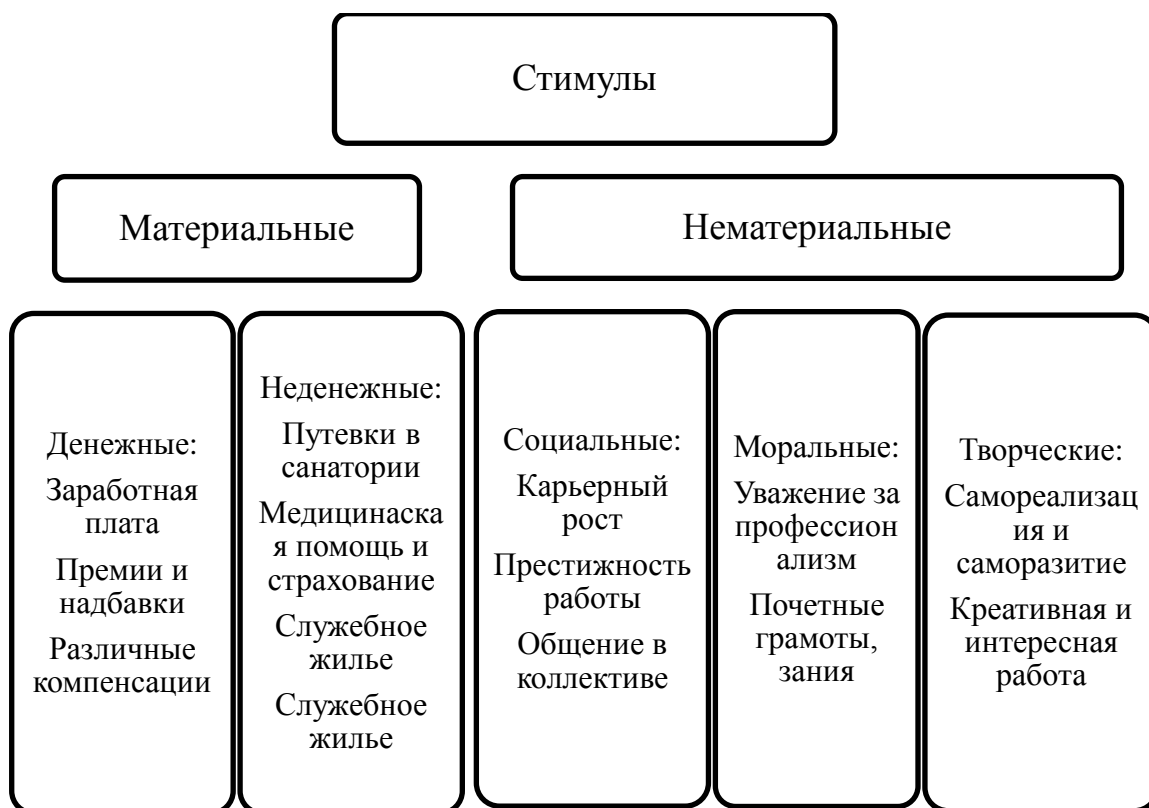 Стимулы
Материальные
Нематериальные
Денежные:
Заработная
плата
Премии и
надбавки
Различные
компенсации
Неденежные:
Путевки в
санатории
Медицинаска
я помощь и
страхование
Служебное
жилье
Служебное
жилье
Социальные:
Карьерный
рост
Престижность
работы
Общение в
коллективе
Моральные:
Уважение за
профессион
ализм
Почетные
грамоты,
зания
Творческие:
Самореализац
ия и
саморазитие
Креативная и
интересная
работа